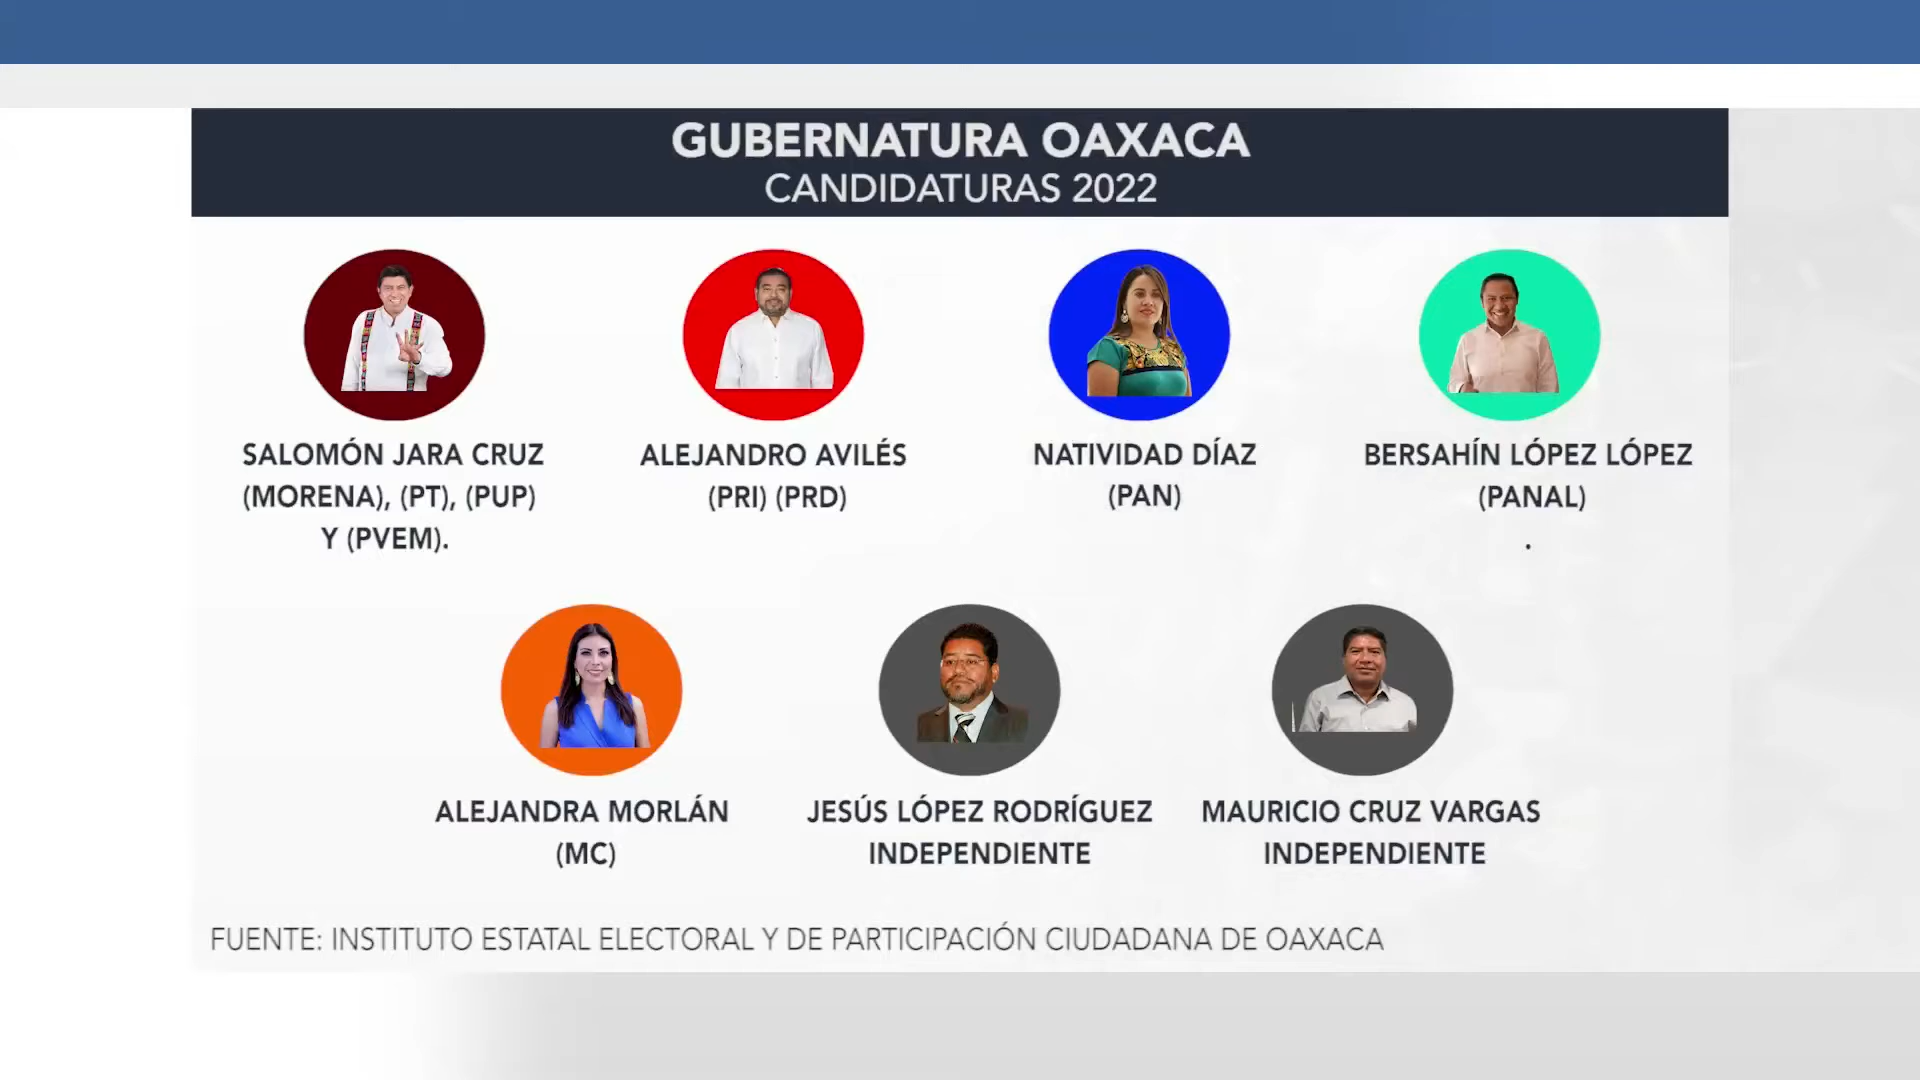 GUBERNATURA OAXACA
CANDIDATURAS 2022
SALOMÓN JARA CRUZ
(MORENA), (PT), (PUP)
Y (PVEM).
ALEJANDRO AVILÉS
(PRI) (PRD)
NATIVIDAD DÍAZ
(PAN)
BERSAHÍN LÓPEZ LÓPEZ
(PANAL)
.
ALEJANDRA MORLÁN
(MC)
JESÚS LÓPEZ RODRÍGUEZ
INDEPENDIENTE
MAURICIO CRUZ VARGAS
INDEPENDIENTE
FUENTE: INSTITUTO ESTATAL ELECTORAL Y DE PARTICIPACIÓN CIUDADANA DE OAXACA